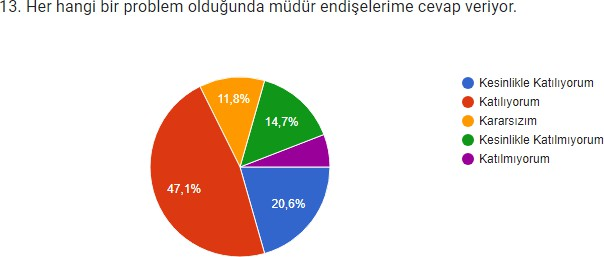 13. Her hangi bir problem olduğunda müdür endişelerime cevap veriyor.
11,8%
14,7%
47,1%
20,6%
Kesinlikle Katılıyorum
Katılıyorum
Kararsızım
Kesinlikle Katılmıyorum
Katılmıyorum